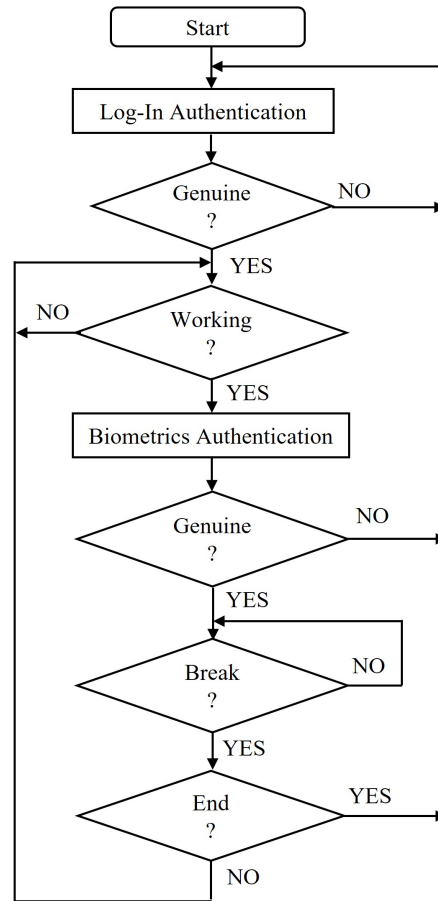 Start
Log-In Authentication
Genuine
?
NO
YES
Working
?
NO
YES
Biometrics Authentication
Genuine
?
NO
YES
Break
?
NO
YES
End
?
YES
NO